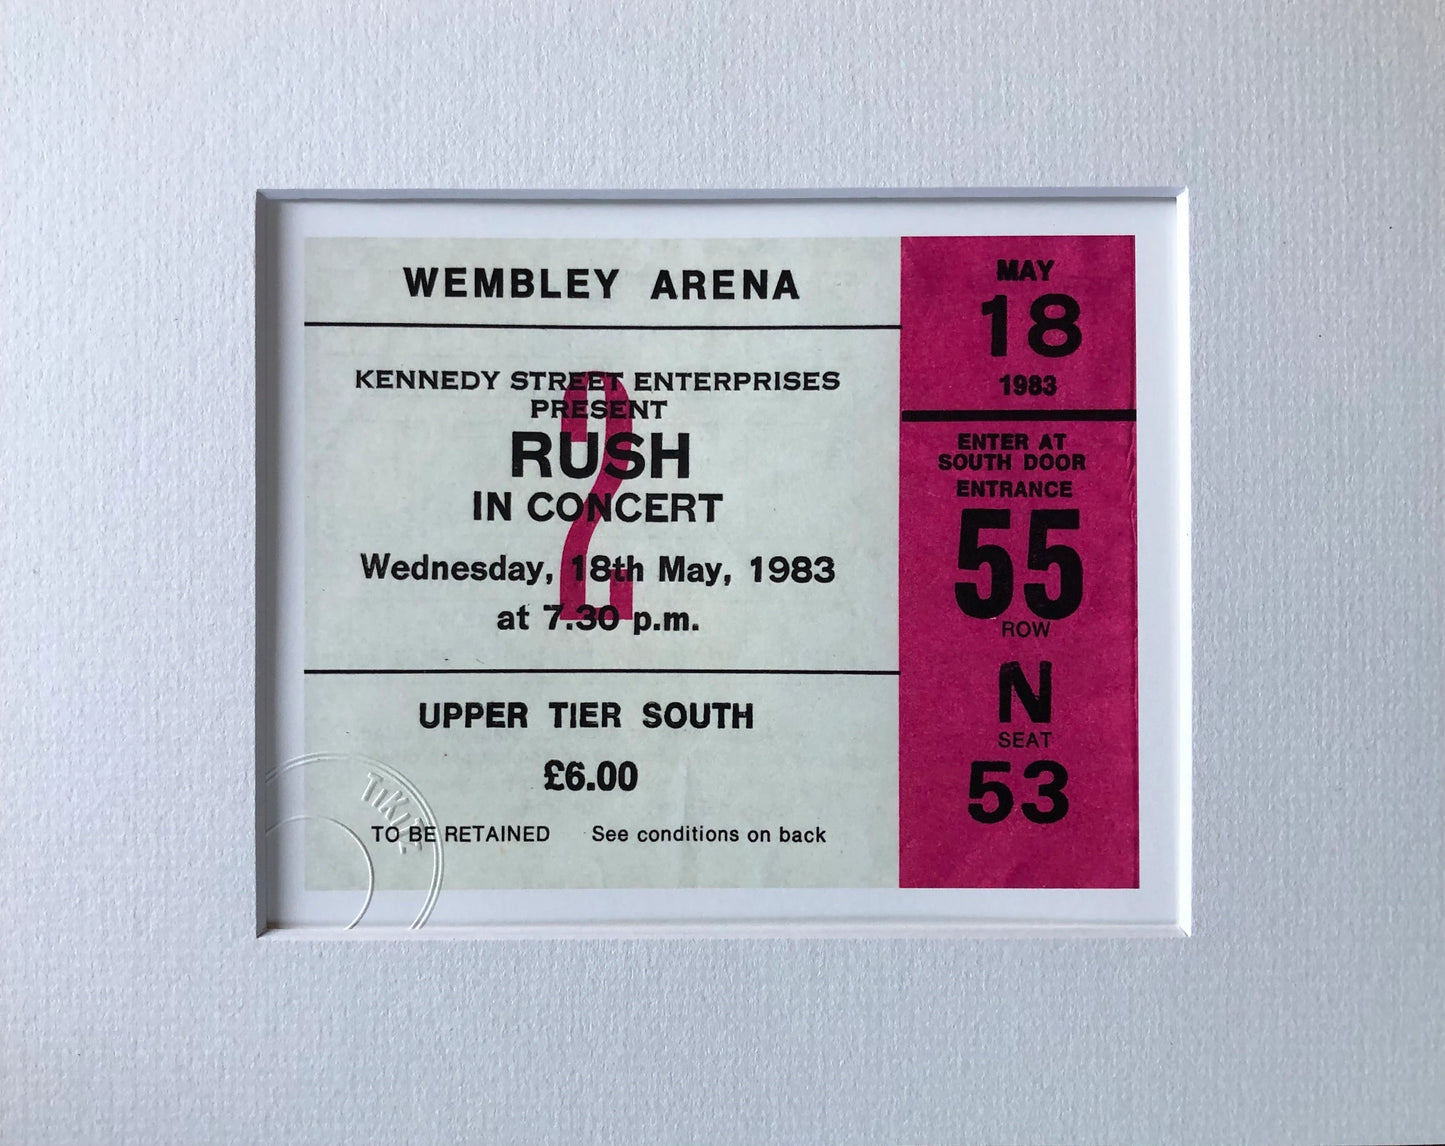 WEMBLEY ARENA
KENNEDY STREET ENTERPRISES
PRESENT
RUSH
IN CONCERT
2
Wednesday, 18th May, 1983
at 7.30 p.m.
UPPER TIER SOUTH
£6.00
TO BE RETAINED See conditions on back
TIKIT
MAY
18
1983
ENTER AT
SOUTH DOOR
ENTRANCE
55
ROW
N
SEAT
53